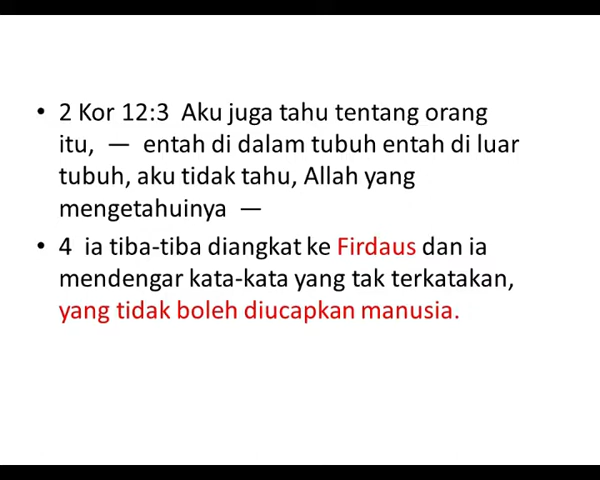 • 2 Kor 12:3 Aku juga tahu tentang orang
itu, — entah di dalam tubuh entah di luar
tubuh, aku tidak tahu, Allah yang
mengetahuinya —
• 4 ia tiba-tiba diangkat ke Firdaus dan ia
mendengar kata-kata yang tak terkatakan,
yang tidak boleh diucapkan manusia.